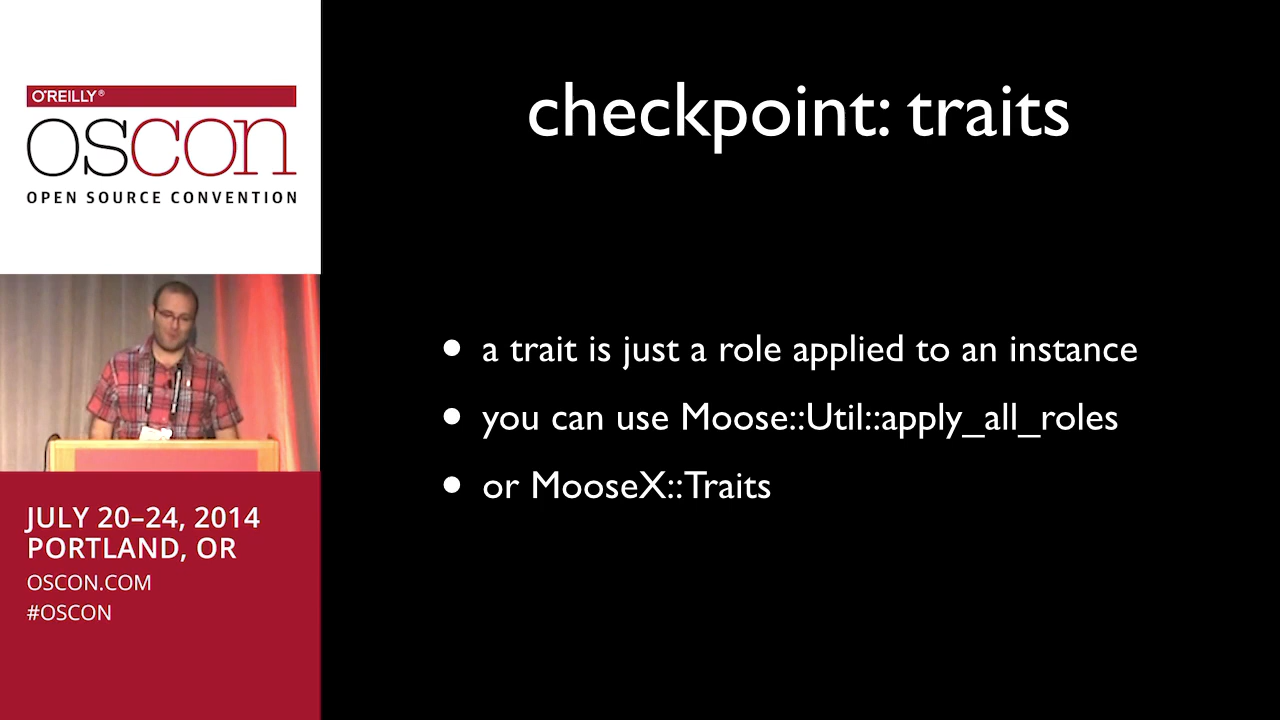 O'REILLY®
OSCON
OPEN SOURCE CONVENTION
JULY 20–24, 2014
PORTLAND, OR
OSCON.COM
#OSCON
checkpoint: traits
• a trait is just a role applied to an instance
• you can use Moose::Util::apply_all_roles
• or MooseX::Traits